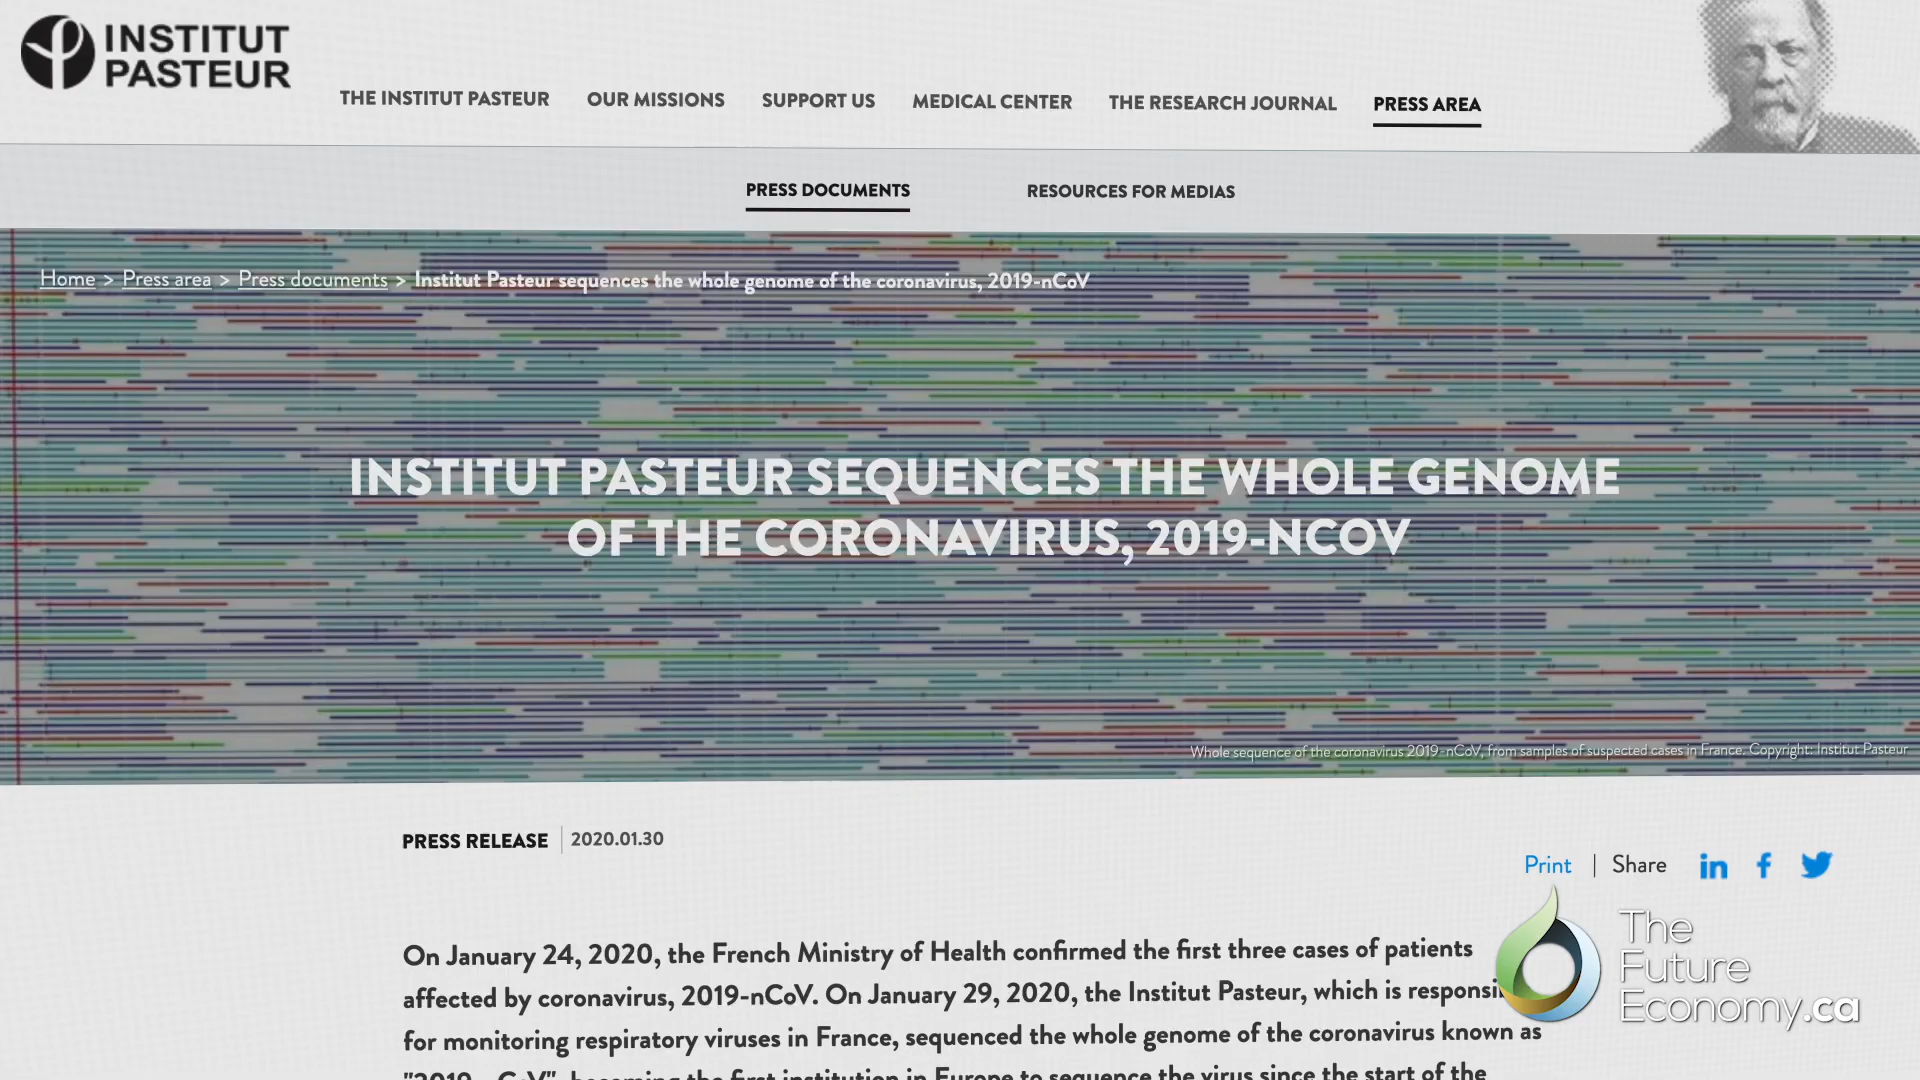 INSTITUT
PASTEUR
THE INSTITUT PASTEUR OUR MISSIONS SUPPORT US MEDICAL CENTER THE RESEARCH JOURNAL PRESS AREA
PRESS DOCUMENTS RESOURCES FOR MEDIAS
Home > Press area > Press documents > Institut Pasteur sequences the whole genome of the coronavirus, 2019-nCoV
INSTITUT PASTEUR SEQUENCES THE WHOLE GENOME
OF THE CORONAVIRUS, 2019-NCOV
Whole sequence of the coronavirus 2019-nCoV, from samples of suspected cases in France. Copyright: Institut Pasteur
PRESS RELEASE | 2020.01.30
Print | Share
On January 24, 2020, the French Ministry of Health confirmed the first three cases of patients
affected by coronavirus, 2019-nCoV. On January 29, 2020, the Institut Pasteur, which is responsi
for monitoring respiratory viruses in France, sequenced the whole genome of the coronavirus known as
"2019-nCoV", becoming the first institution in Europe to sequence the virus since the start of the
The
Future
Economy.ca